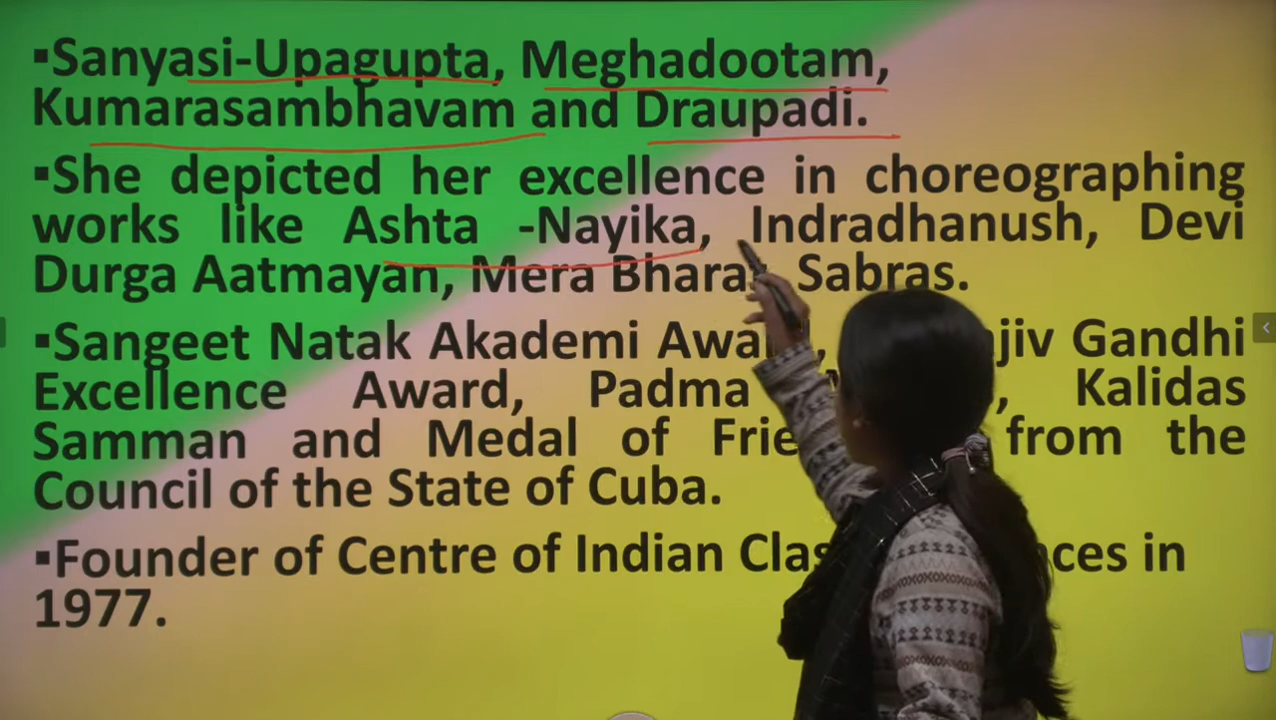 ▪Sanyasi-Upagupta, Meghadootam,
Kumarasambhavam and Draupadi.
▪She depicted her excellence in choreographing
works like Ashta -Nayika, Indradhanush, Devi
Durga Aatmayan, Mera Bharat Sabras.
▪Sangeet Natak Akademi Gandhi
Excellence Award, Padma Kalidas
Samman and Medal of from the
Council of the State of Cuba.
▪Founder of Centre of Indian in
1977.